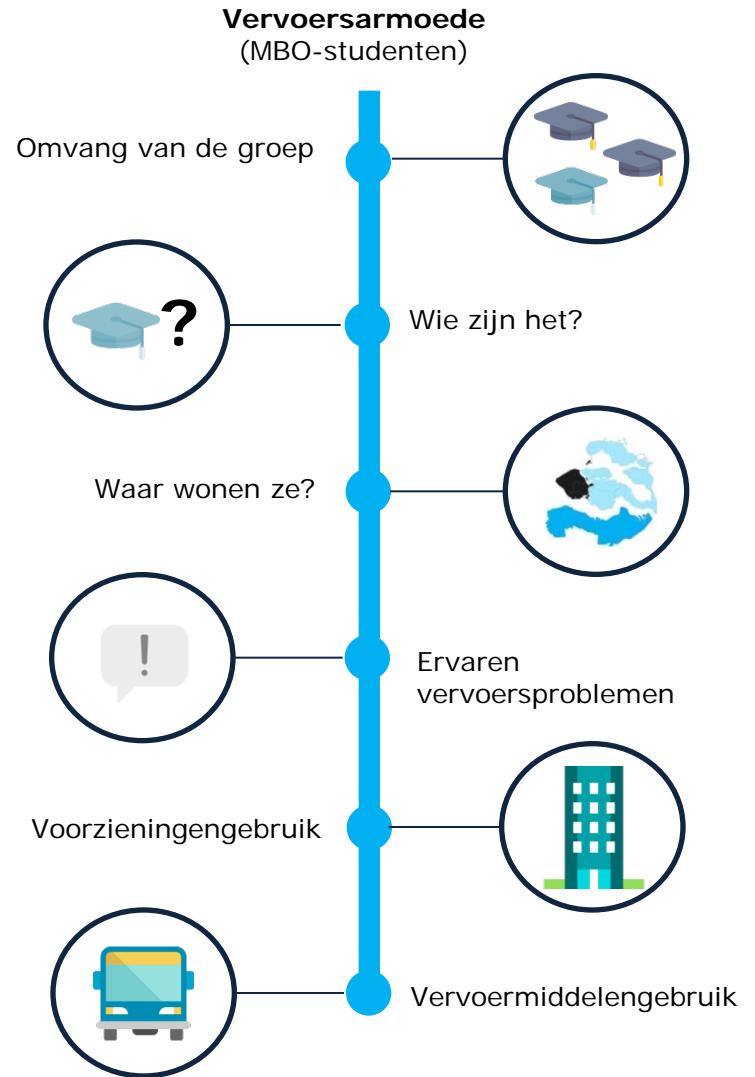 Vervoersarmoede
(MBO-studenten)
Omvang van de groep
?
Wie zijn het?
Waar wonen ze?
!
Ervaren
vervoersproblemen
Voorzieningengebruik
Vervoermiddelengebruik